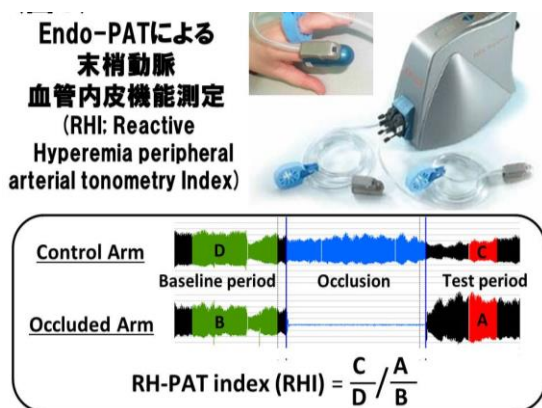 Endo-PATによる
末梢動脈
血管内皮機能測定
(RHI; Reactive
Hyperemia peripheral
arterial tonometry Index)
Control Arm
D
C
Baseline period
Occlusion
Test period
Occluded Arm
B
A
RH-PAT index (RHI) = C/D / A/B